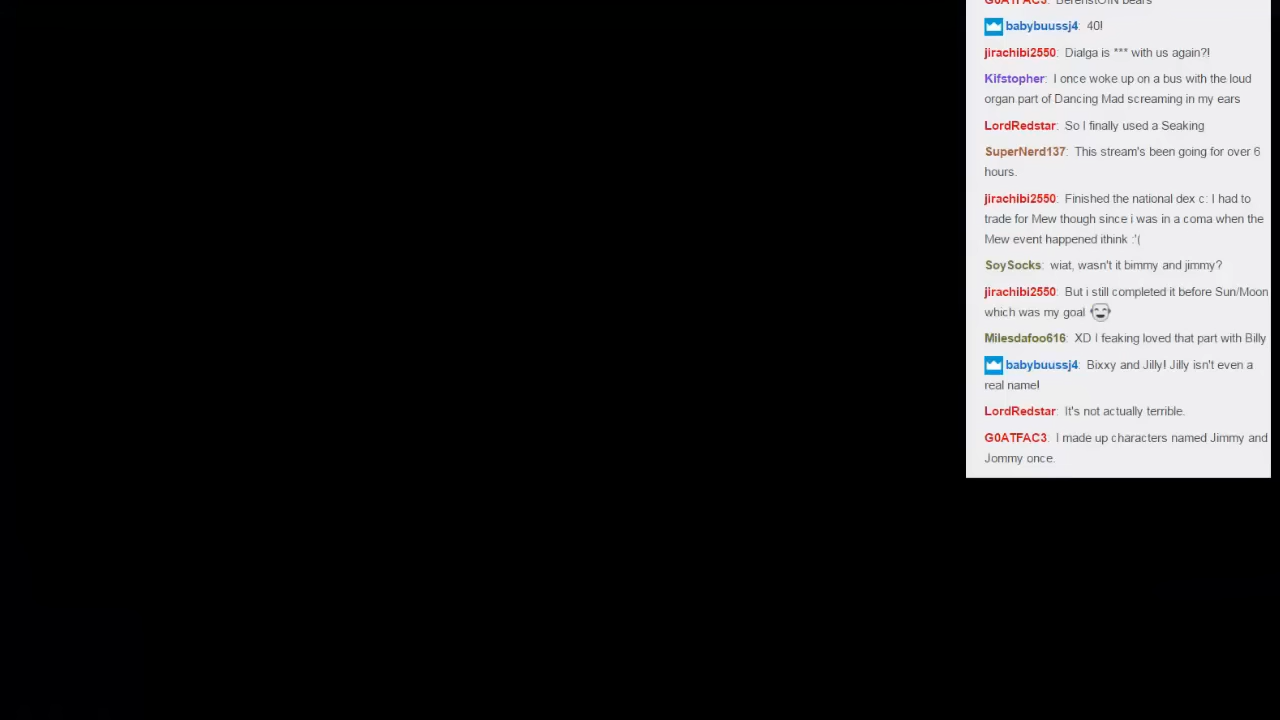 G0ATFAC3: BerenstOIN bears
babybuussj4: 40!
jirachibi2550: Dialga is *** with us again?!
Kifstopher: I once woke up on a bus with the loud
organ part of Dancing Mad screaming in my ears
LordRedstar: So I finally used a Seaking
SuperNerd137: This stream's been going for over 6
hours.
jirachibi2550: Finished the national dex c: I had to
trade for Mew though since i was in a coma when the
Mew event happened ithink :'(
SoySocks: wiat, wasn't it bimmy and jimmy?
jirachibi2550: But i still completed it before Sun/Moon
which was my goal
Milesdafoo616: XD I feaking loved that part with Billy
babybuussj4: Bixxy and Jilly! Jilly isn't even a
real name!
LordRedstar: It's not actually terrible.
G0ATFAC3: I made up characters named Jimmy and
Jommy once.